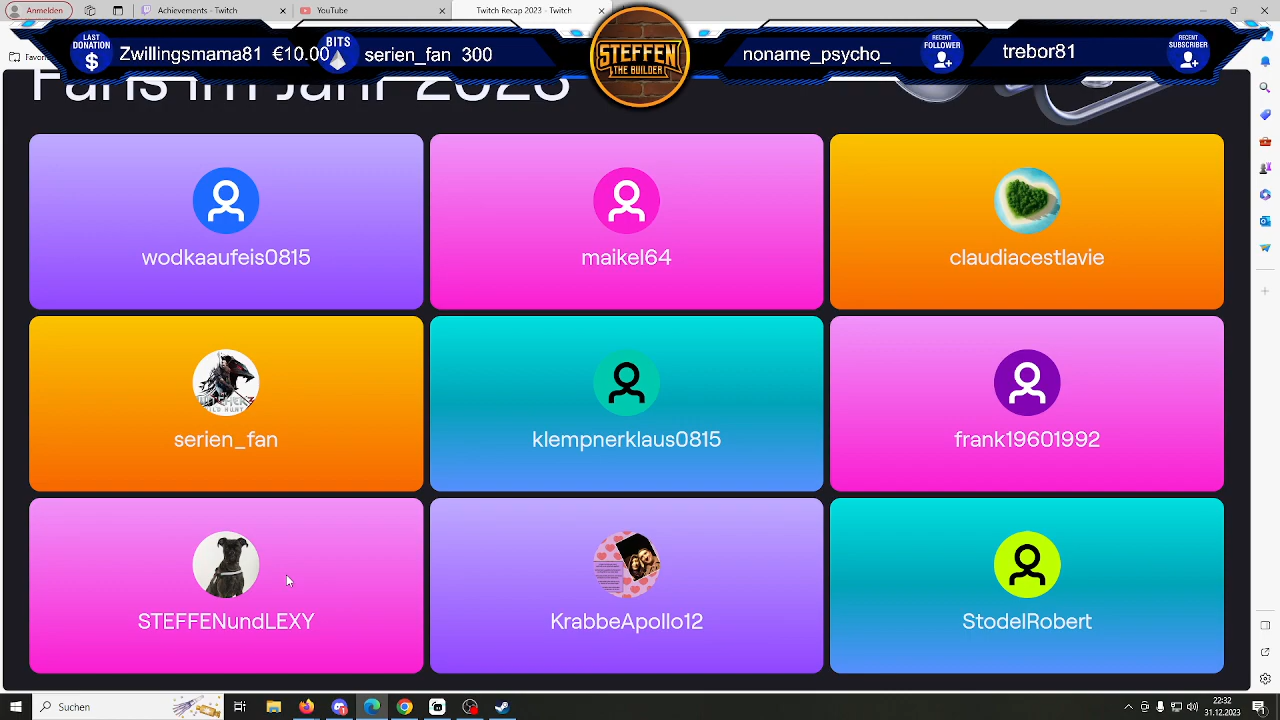 Anmelden
Achievements - Twitch
YouTube
Twitch Recap 2023 - Twitch
LAST
DONATION
$
Zwillingsmama81 €10.00
BITS
serien_fan 300
STEFFEN
THE BUILDER
noname_psycho_
RECENT
FOLLOWER
trebor81
RECENT
SUBSCRIBER
wodkaaufeis0815
maikel64
claudiacestlavie
serien_fan
klempnerklaus0815
frank19601992
STEFFENundLEXY
KrabbeApollo12
StodelRobert
Suchen
22:32
31.12.2023